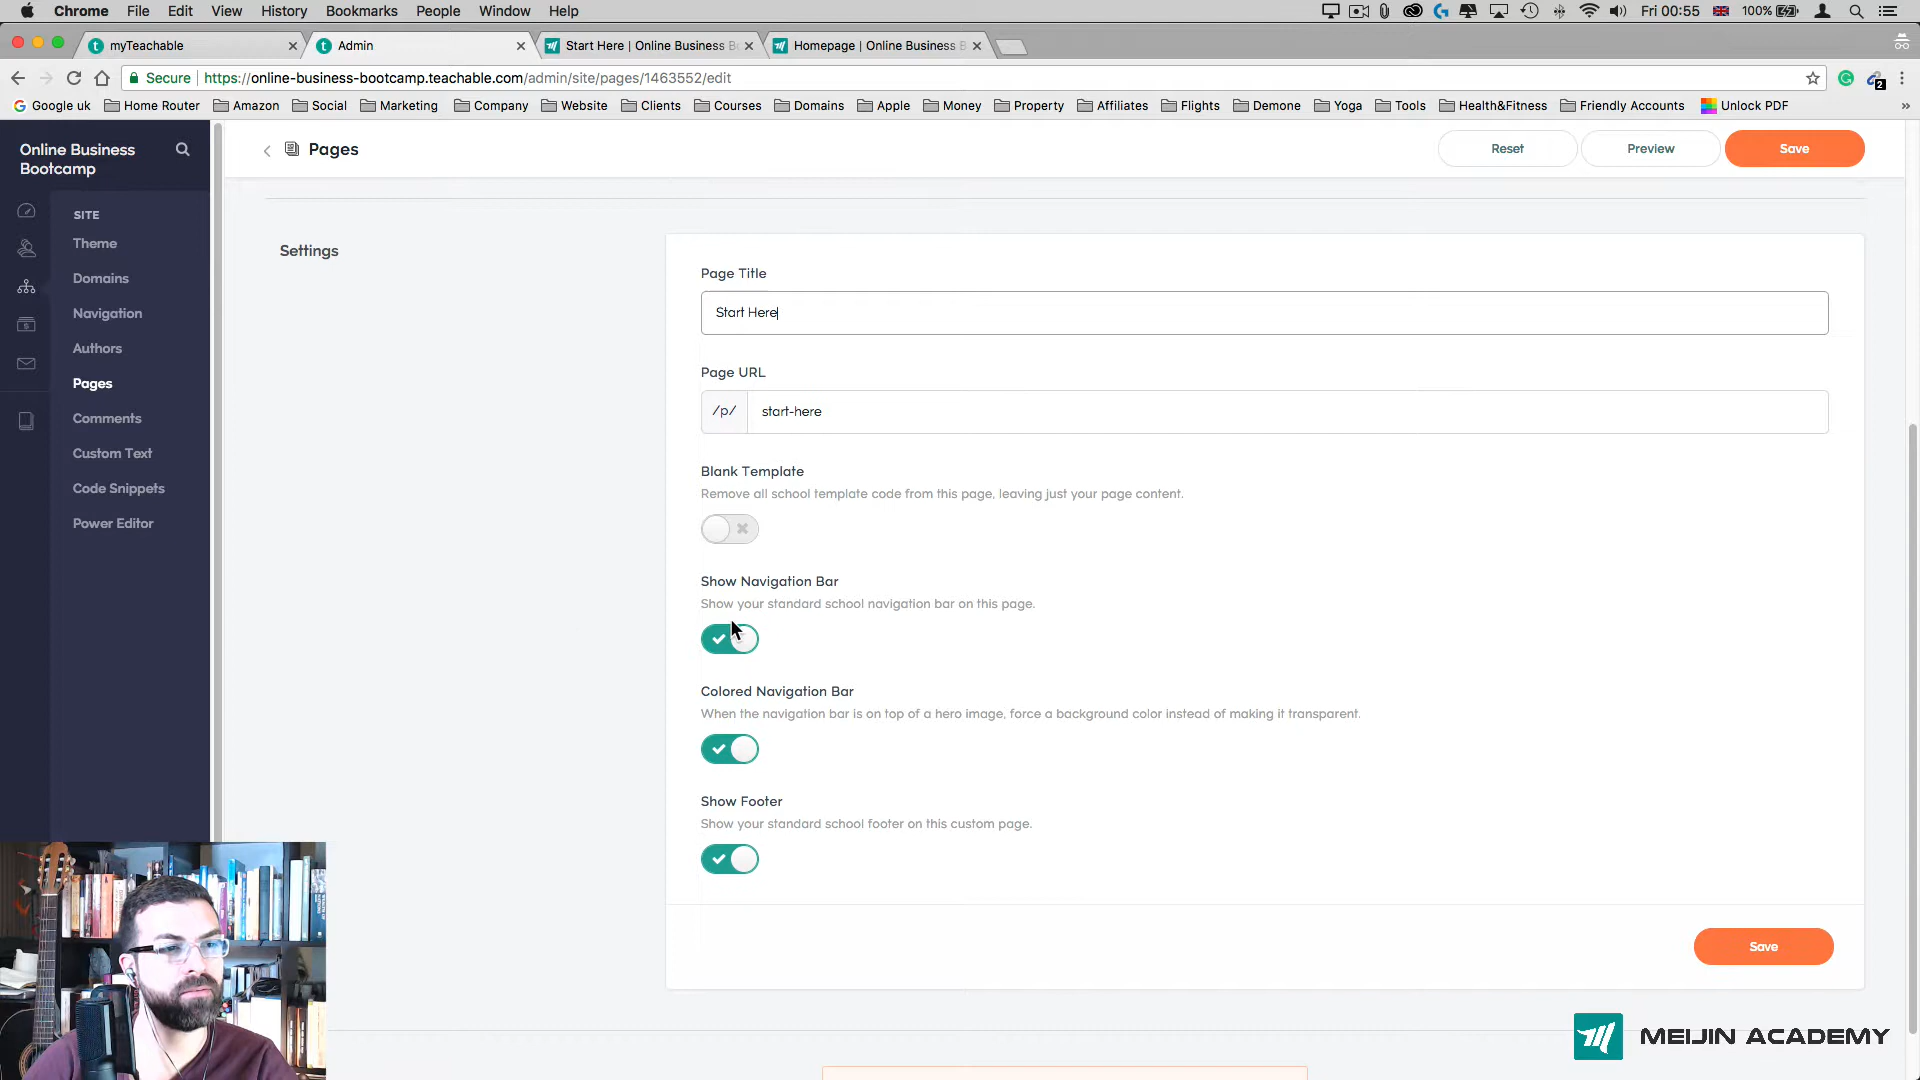 Chrome File Edit View History Bookmarks People Window Help
Fri 00:55 100%
myTeachable
Admin
Start Here | Online Business B
Homepage | Online Business B
Secure https://online-business-bootcamp.teachable.com/admin/site/pages/1463552/edit
2
Google uk Home Router Amazon Social Marketing Company Website Clients Courses Domains Apple Money Property Affiliates Flights Demone Yoga Tools Health&Fitness Friendly Accounts Unlock PDF »
Online Business
Bootcamp
Pages
Reset
Preview
Save
SITE
Theme
Domains
Navigation
Authors
Pages
Comments
Custom Text
Code Snippets
Power Editor
Settings
Page Title
Start Here
Page URL
/p/ start-here
Blank Template
Remove all school template code from this page, leaving just your page content.
Show Navigation Bar
Show your standard school navigation bar on this page.
Colored Navigation Bar
When the navigation bar is on top of a hero image, force a background color instead of making it transparent.
Show Footer
Show your standard school footer on this custom page.
Save
MEIJIN ACADEMY